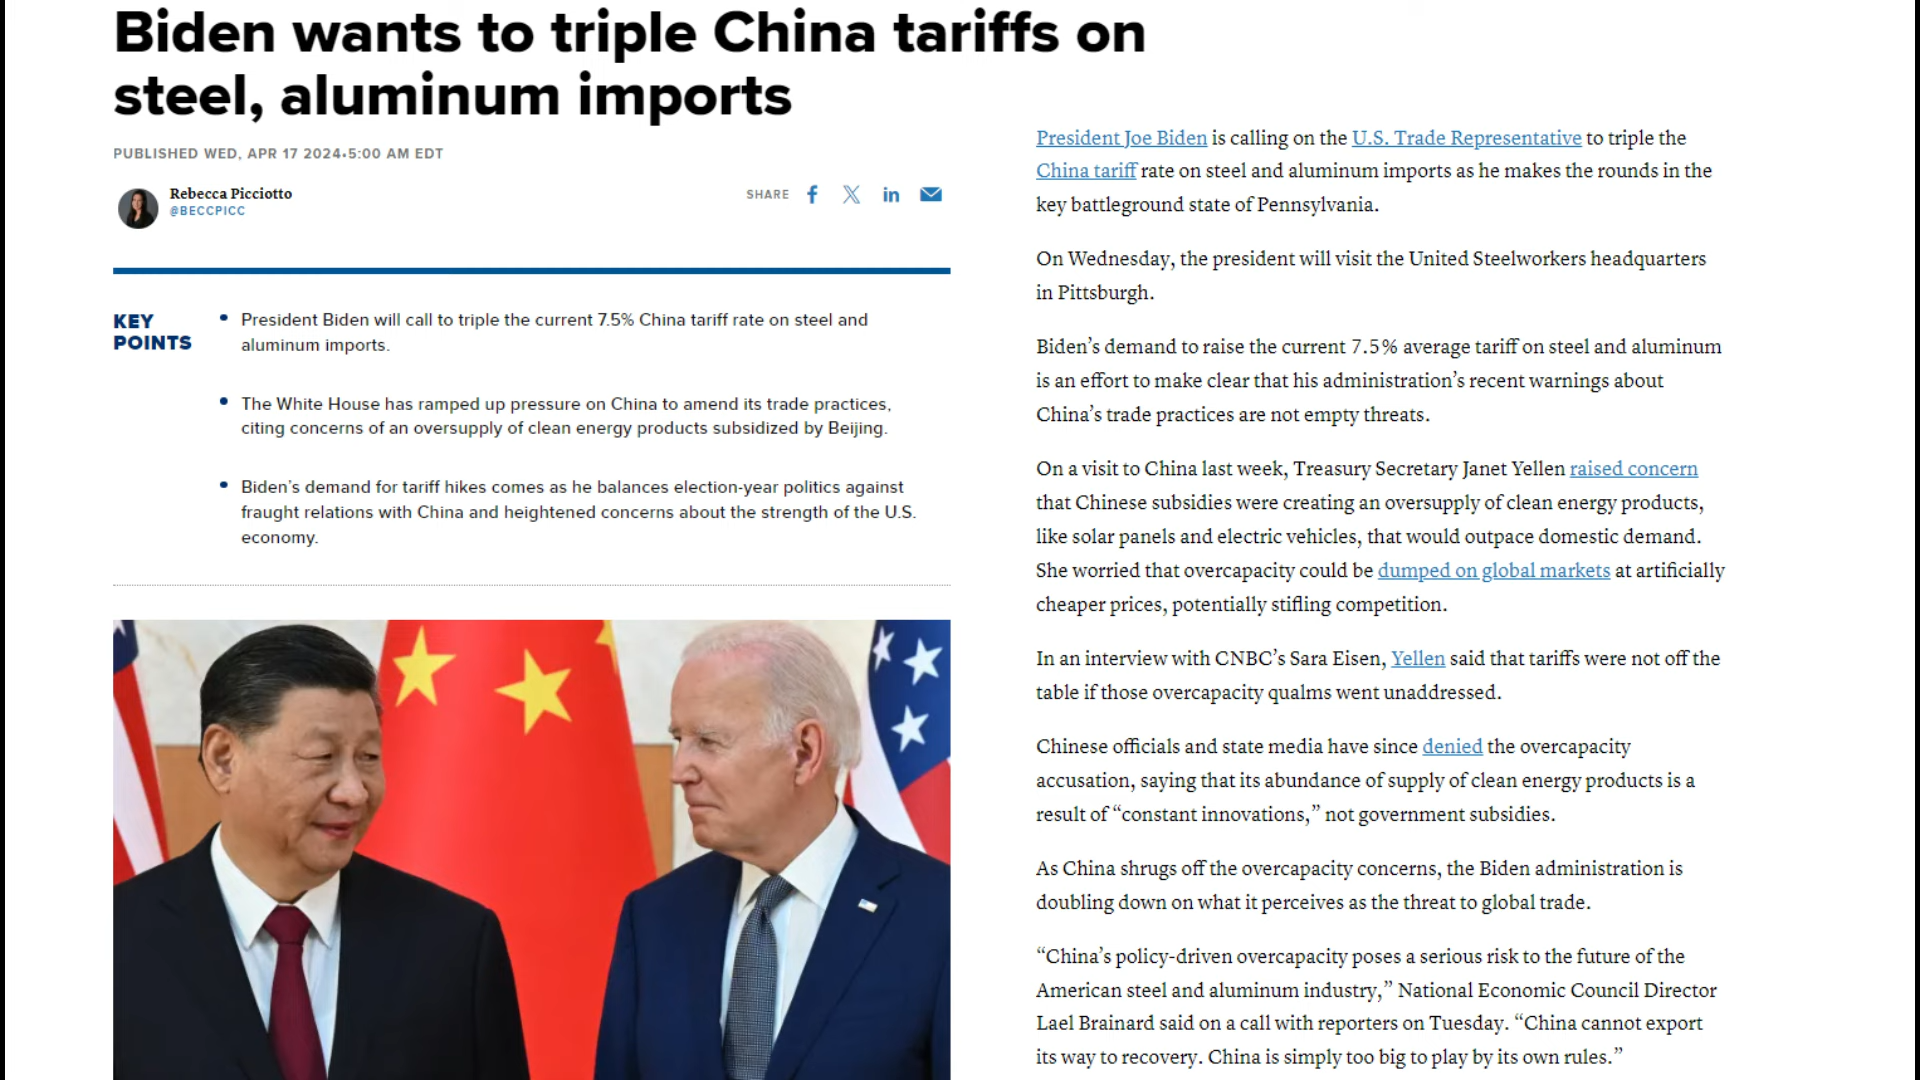 Biden wants to triple China tariffs on
steel, aluminum imports
PUBLISHED WED, APR 17 2024•5:00 AM EDT
Rebecca Picciotto
@BECCPICC
SHARE
KEY
POINTS
President Biden will call to triple the current 7.5% China tariff rate on steel and
aluminum imports.
The White House has ramped up pressure on China to amend its trade practices,
citing concerns of an oversupply of clean energy products subsidized by Beijing.
Biden’s demand for tariff hikes comes as he balances election-year politics against
fraught relations with China and heightened concerns about the strength of the U.S.
economy.
President Joe Biden is calling on the U.S. Trade Representative to triple the
China tariff rate on steel and aluminum imports as he makes the rounds in the
key battleground state of Pennsylvania.
On Wednesday, the president will visit the United Steelworkers headquarters
in Pittsburgh.
Biden’s demand to raise the current 7.5% average tariff on steel and aluminum
is an effort to make clear that his administration’s recent warnings about
China’s trade practices are not empty threats.
On a visit to China last week, Treasury Secretary Janet Yellen raised concern
that Chinese subsidies were creating an oversupply of clean energy products,
like solar panels and electric vehicles, that would outpace domestic demand.
She worried that overcapacity could be dumped on global markets at artificially
cheaper prices, potentially stifling competition.
In an interview with CNBC’s Sara Eisen, Yellen said that tariffs were not off the
table if those overcapacity qualms went unaddressed.
Chinese officials and state media have since denied the overcapacity
accusation, saying that its abundance of supply of clean energy products is a
result of “constant innovations,” not government subsidies.
As China shrugs off the overcapacity concerns, the Biden administration is
doubling down on what it perceives as the threat to global trade.
“China’s policy-driven overcapacity poses a serious risk to the future of the
American steel and aluminum industry,” National Economic Council Director
Lael Brainard said on a call with reporters on Tuesday. “China cannot export
its way to recovery. China is simply too big to play by its own rules.”